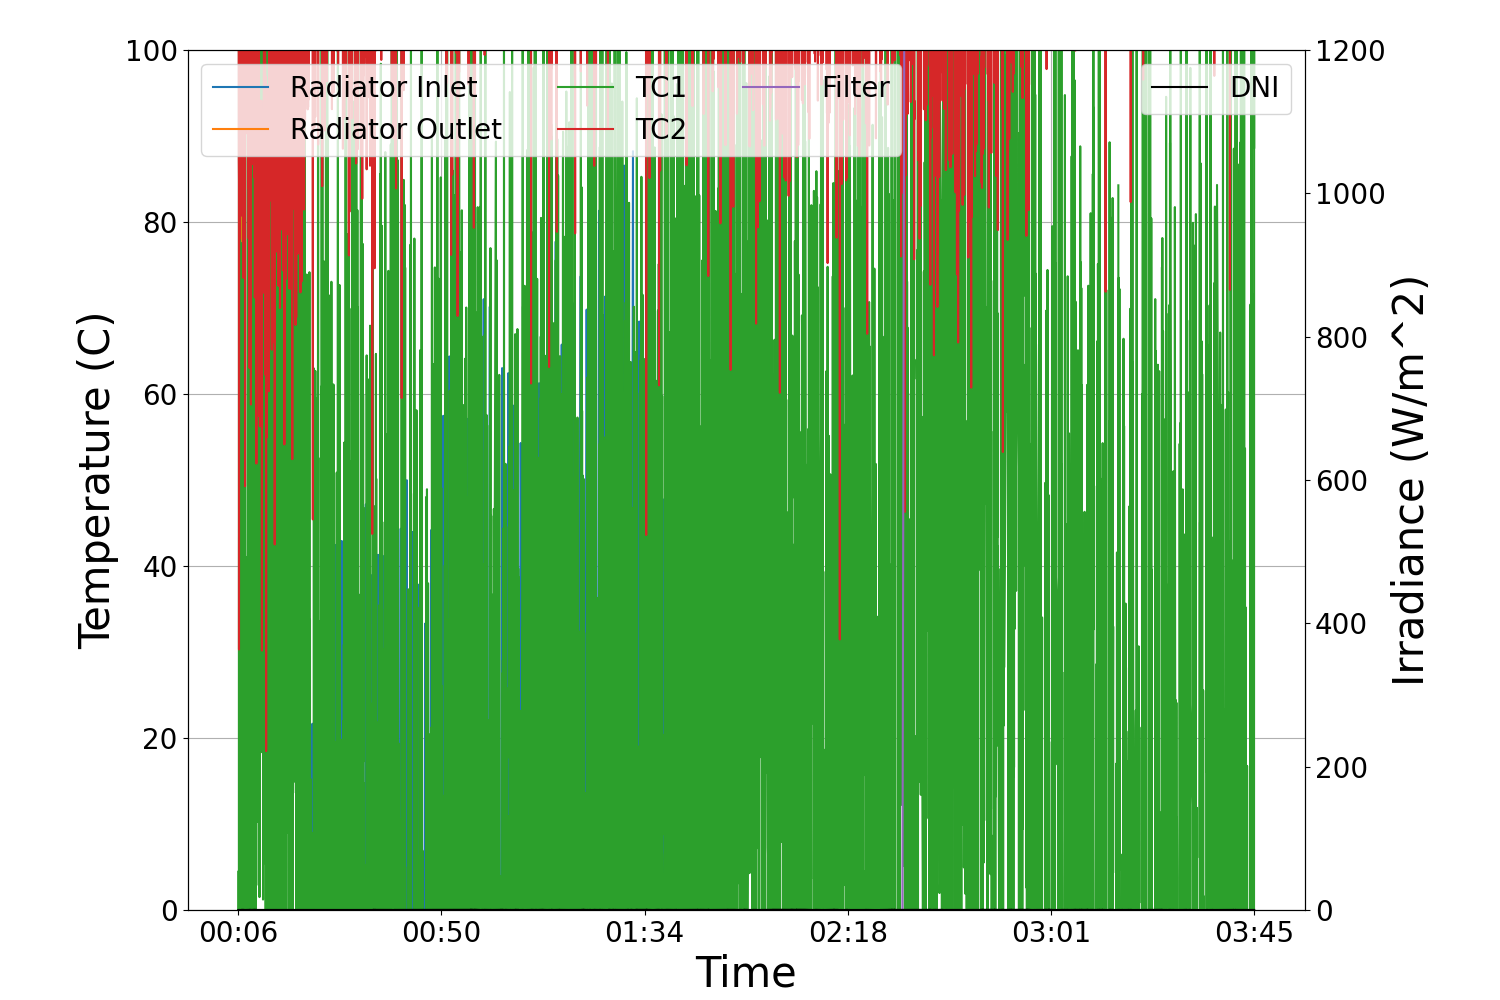 100
80
60
40
20
0
Temperature (C)
Radiator Inlet
Radiator Outlet
TC1
TC2
Filter
DNI
1200
1000
800
600
400
200
0
Irradiance (W/m^2)
00:06 00:50 01:34 02:18 03:01 03:45
Time